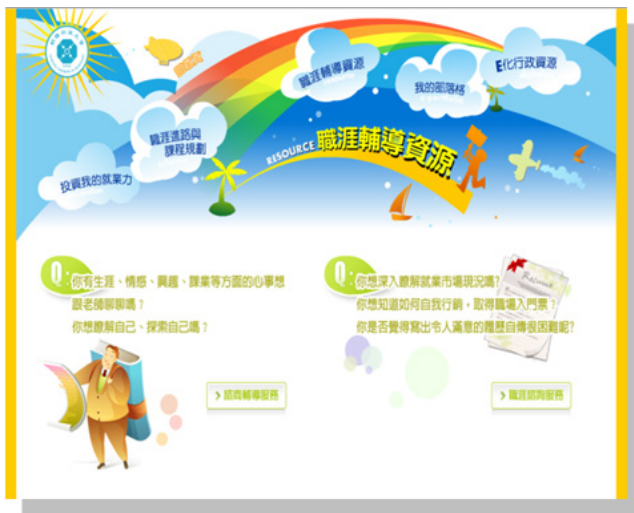 職涯輔導資源
我的部落格
E化行政資源
職涯進路與
課程規劃
投資我的就業力
RESOURCE 職涯輔導資源
Q:你有生涯、情感、興趣、課業等方面的心事想
跟老師聊聊嗎?
你想瞭解自己、探索自己嗎?
諮商輔導服務
Q:你想深入瞭解就業市場現況嗎?
你想知道如何自我行銷,取得職場入門票?
你是否覺得寫出令人滿意的履歷自傳很困難呢?
Resume
職涯諮詢服務